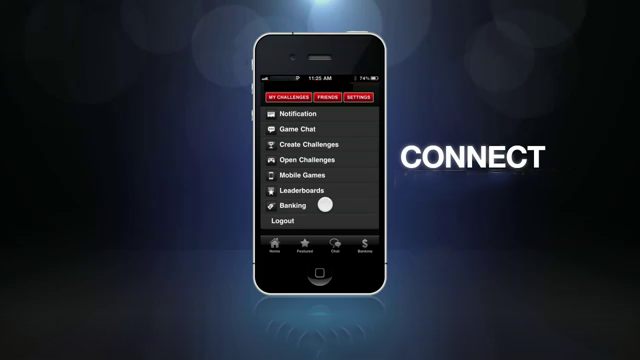 11:25 AM
74%
MY CHALLENGES
FRIENDS
SETTINGS
Notification
Game Chat
Create Challenges
Open Challenges
Mobile Games
Leaderboards
Banking
Logout
Home
Featured
Chat
Banking
CONNECT